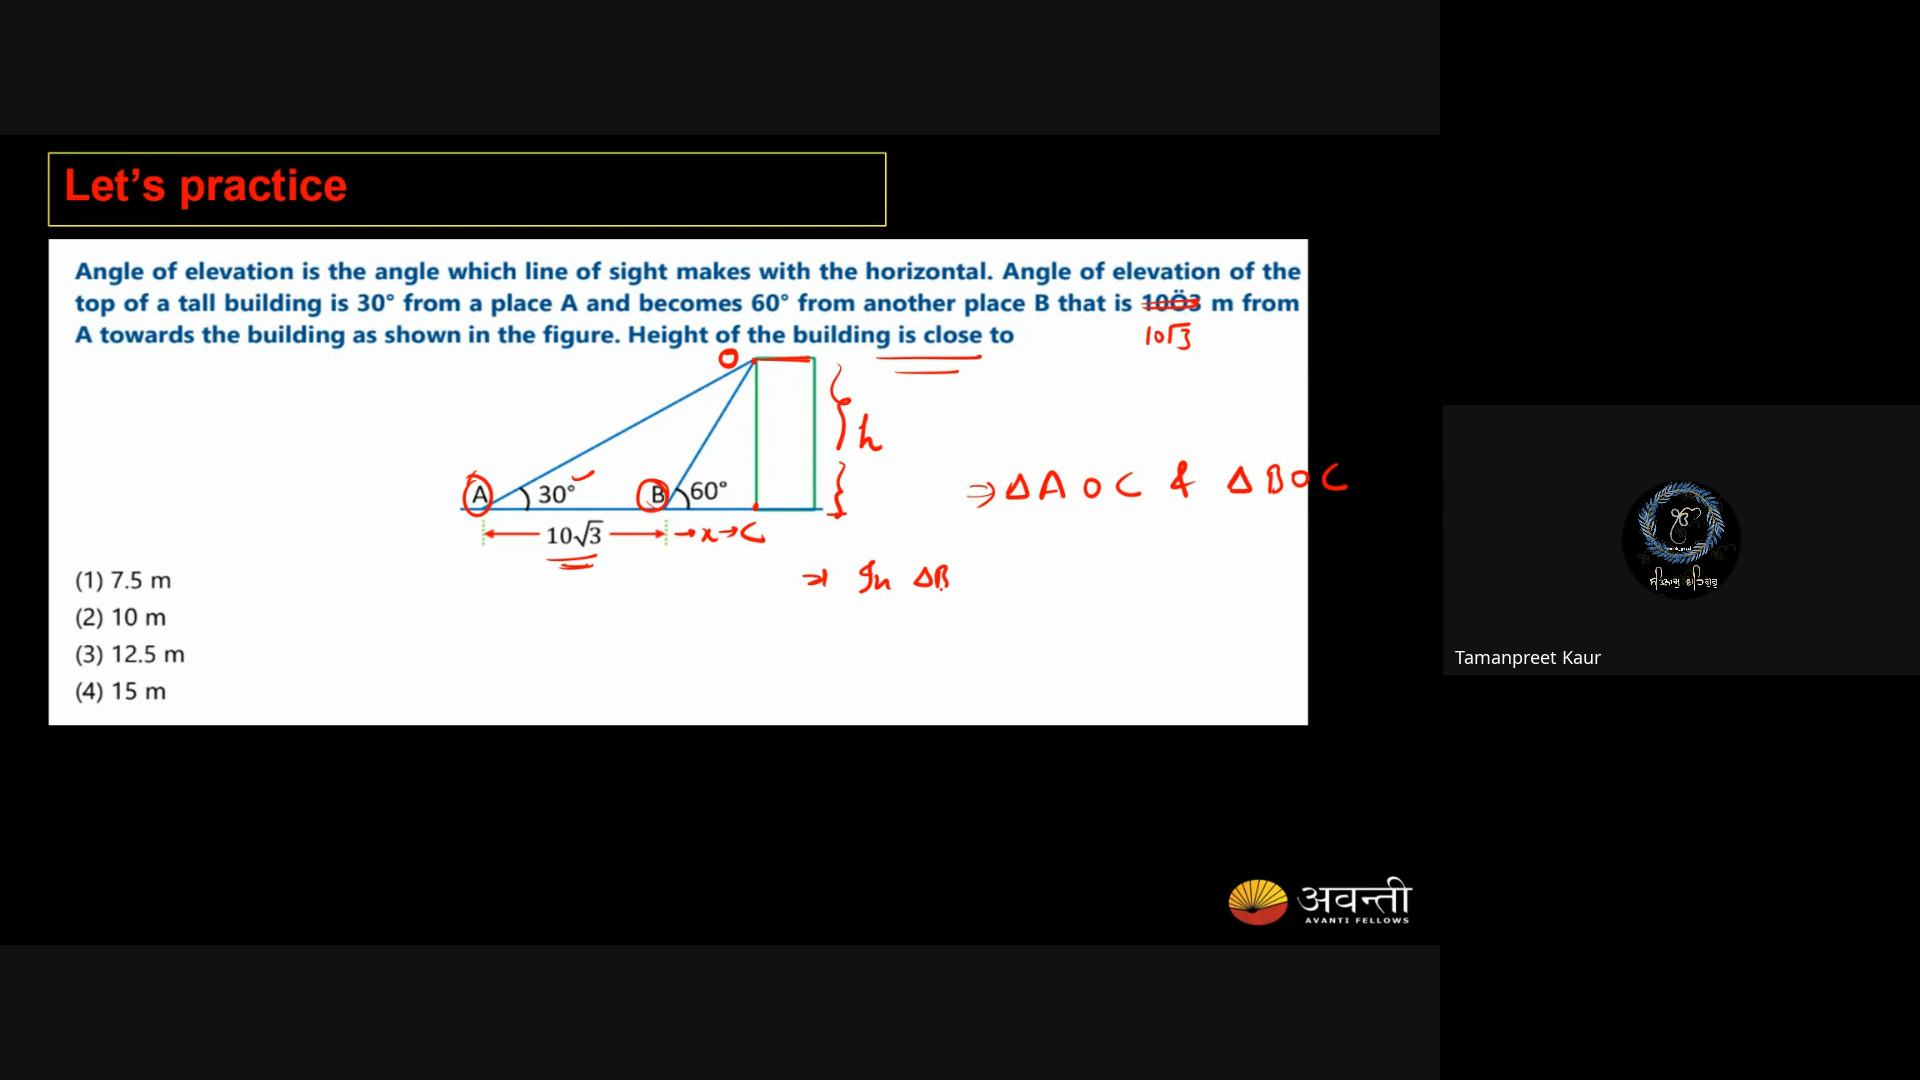 Let's practice
Angle of elevation is the angle which line of sight makes with the horizontal. Angle of elevation of the
top of a tall building is 30° from a place A and becomes 60° from another place B that is 10Ö3 m from
10√3
A towards the building as shown in the figure. Height of the building is close to
O
h
A 30° B 60°
⇒ Δ A O C & Δ B O C
10√3 → x → C
⇒ In ΔB
(1) 7.5 m
(2) 10 m
(3) 12.5 m
(4) 15 m
Tamanpreet Kaur
अवन्ती
AVANTI FELLOWS